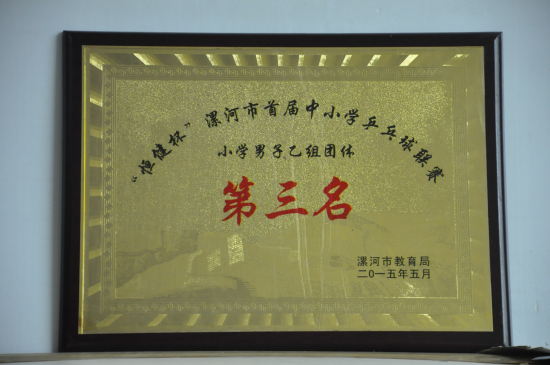 “恒健杯”漯河市首届中小学乒乓球联赛
小学男子乙组团体
第三名
漯河市教育局
二0一五年五月